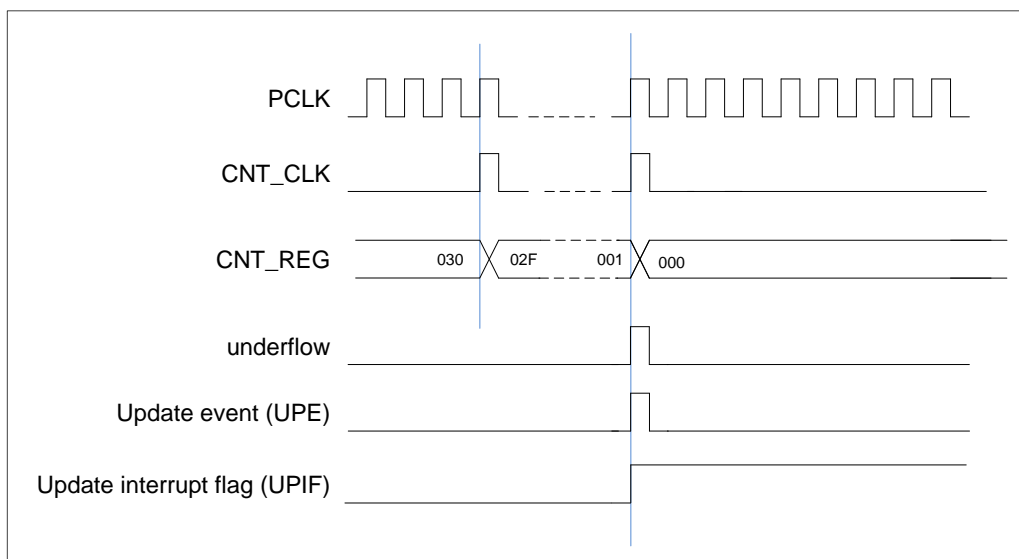 PCLK
CNT_CLK
CNT_REG
030
02F
001
000
underflow
Update event (UPE)
Update interrupt flag (UPIF)